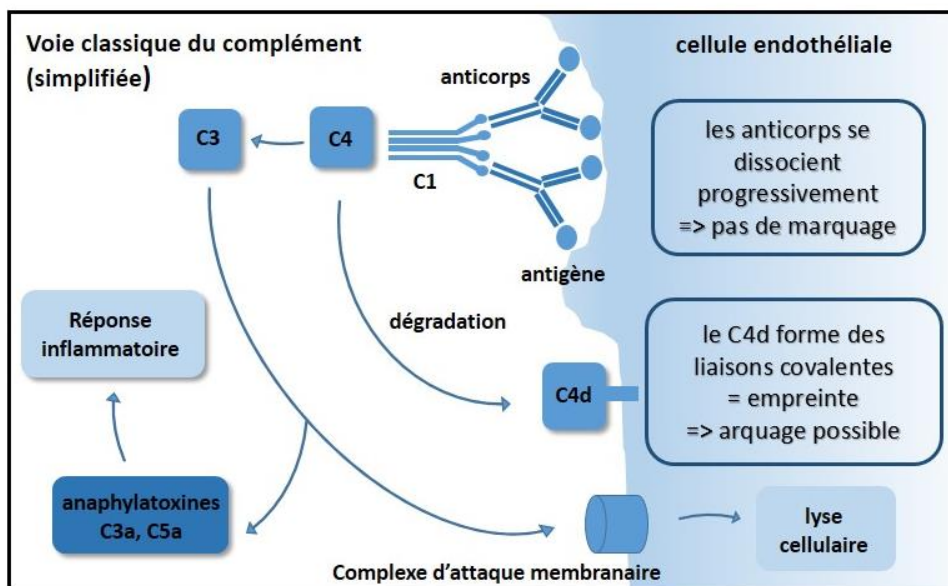 Voie classique du complément
(simplifiée)
cellule endothéliale
anticorps
C3
C4
C1
antigène
les anticorps se
dissocient
progressivement
=> pas de marquage
Réponse
inflammatoire
dégradation
C4d
le C4d forme des
liaisons covalentes
= empreinte
=> arquage possible
anaphylatoxines
C3a, C5a
Complexe d'attaque membranaire
lyse
cellulaire